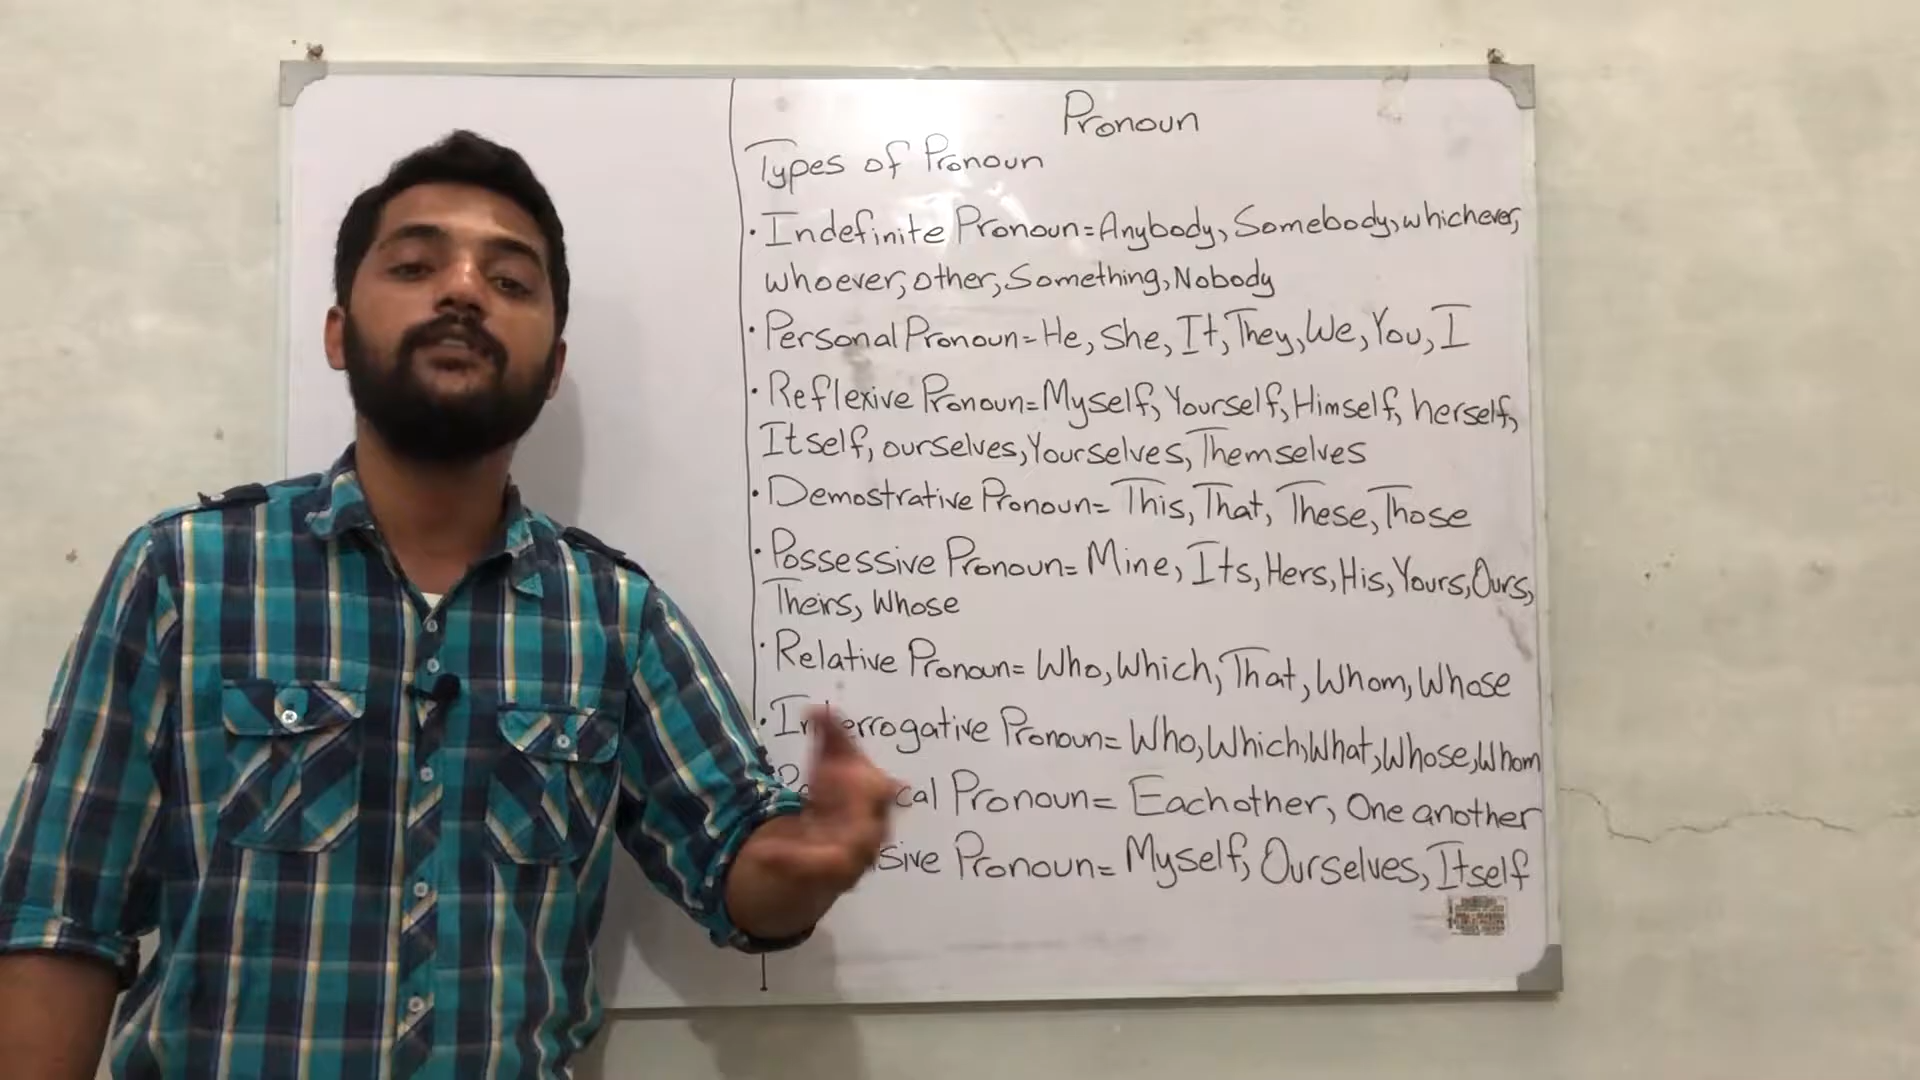 Pronoun
Types of Pronoun
· Indefinite Pronoun = Anybody, Somebody, whichever,
whoever, other, Something, Nobody
· Personal Pronoun = He, She, It, They, We, You, I
· Reflexive Pronoun = Myself, Yourself, Himself, herself,
Itself, ourselves, Yourselves, Themselves
· Demostrative Pronoun = This, That, These, Those
· Possessive Pronoun = Mine, Its, Hers, His, Yours, Ours,
Theirs, Whose
· Relative Pronoun = Who, Which, That, Whom, Whose
· Interrogative Pronoun = Who, Which, What, Whose, Whom
Pronoun = Each other, One another
Pronoun = Myself, Ourselves, Itself